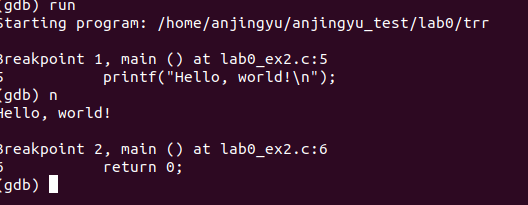 (gdb) run
Starting program: /home/anjingyu/anjingyu_test/lab0/trr
Breakpoint 1, main () at lab0_ex2.c:5
5 printf("Hello, world!\n");
(gdb) n
Hello, world!
Breakpoint 2, main () at lab0_ex2.c:6
6 return 0;
(gdb)